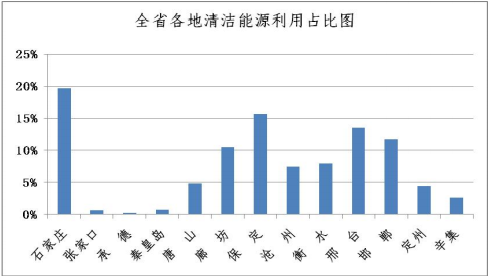 全省各地清洁能源利用占比图
25%
20%
15%
10%
5%
0%
石家庄
张家口
承德
秦皇岛
唐山
廊坊
保定
沧州
衡水
邢台
邯郸
定州
辛集